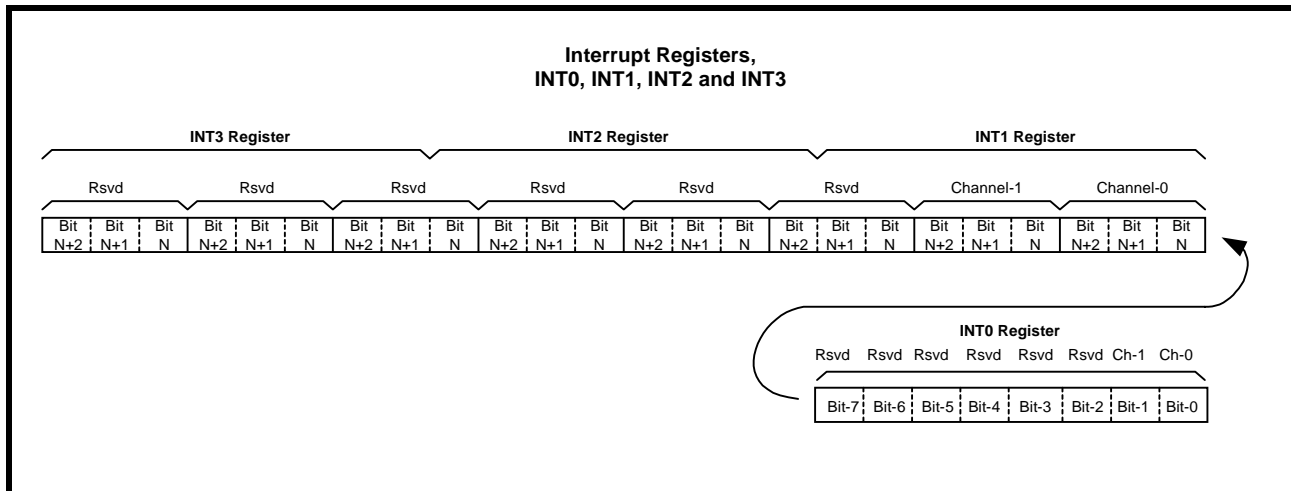 Interrupt Registers,
INT0, INT1, INT2 and INT3
INT3 Register INT2 Register INT1 Register
Rsvd Rsvd Rsvd Rsvd Rsvd Rsvd Channel-1 Channel-0
Bit Bit Bit Bit Bit Bit Bit Bit Bit Bit Bit Bit Bit Bit Bit Bit Bit Bit Bit Bit Bit Bit Bit Bit
N+2 N+1 N N+2 N+1 N N+2 N+1 N N+2 N+1 N N+2 N+1 N N+2 N+1 N N+2 N+1 N N+2 N+1 N
INT0 Register
Rsvd Rsvd Rsvd Rsvd Rsvd Rsvd Ch-1 Ch-0
Bit-7 Bit-6 Bit-5 Bit-4 Bit-3 Bit-2 Bit-1 Bit-0